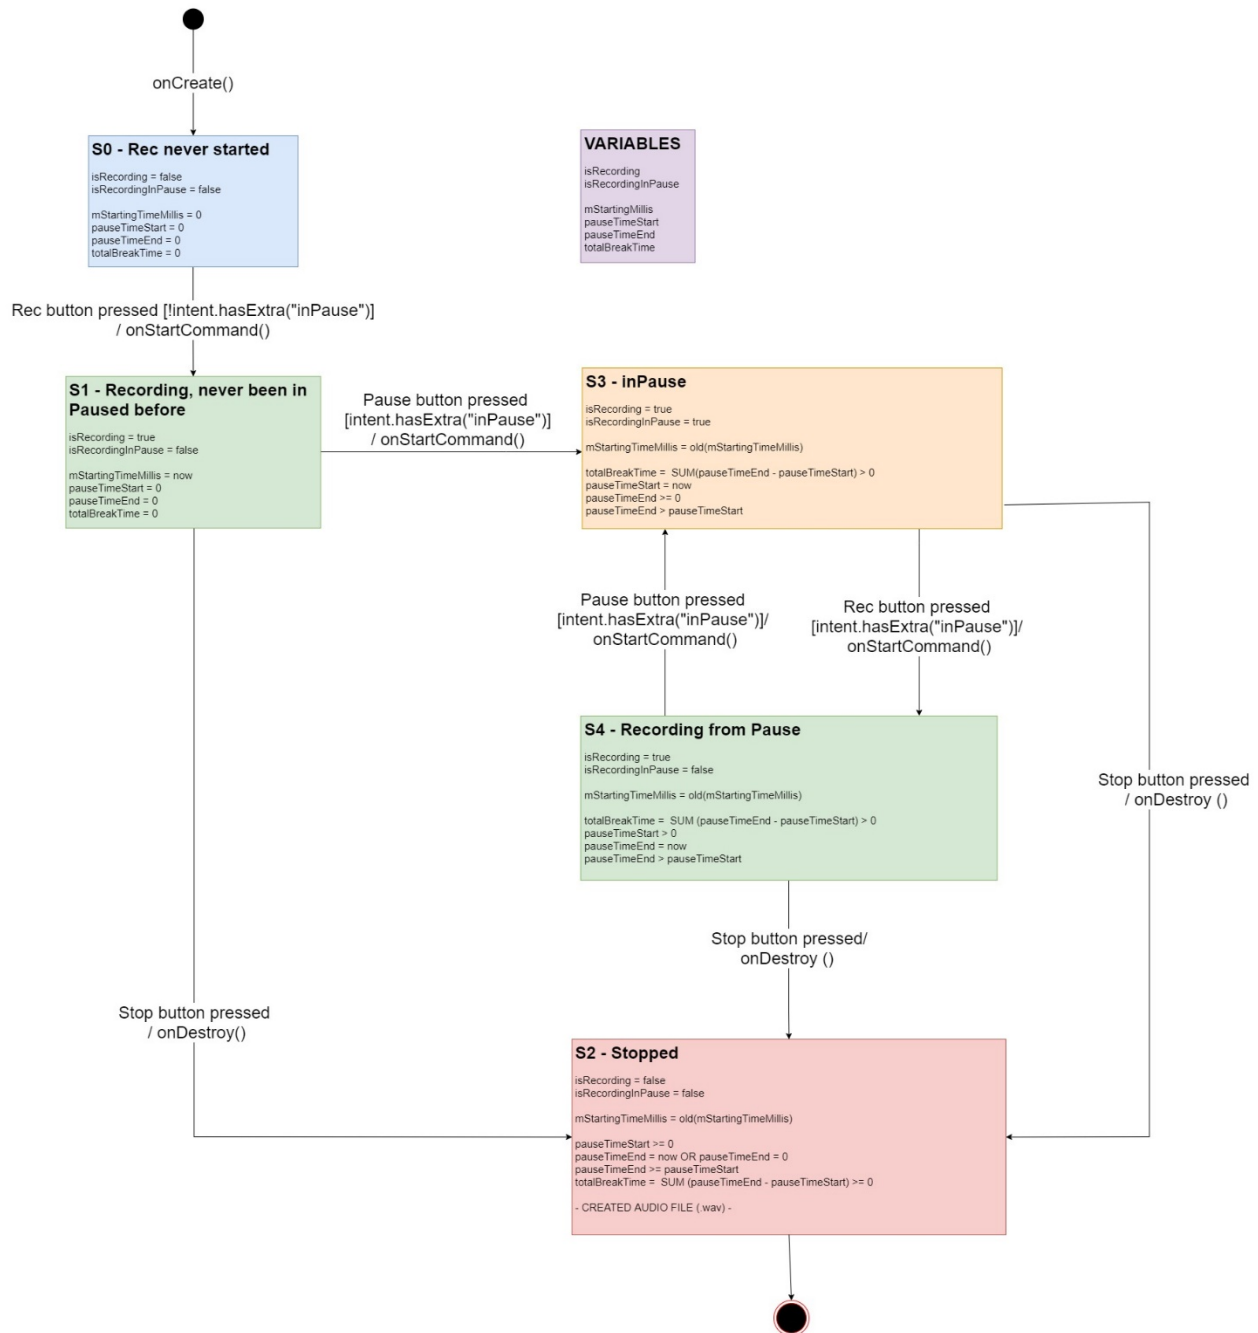 onCreate()
S0 - Rec never started
isRecording = false
isRecordingInPause = false
mStartingTimeMillis = 0
pauseTimeStart = 0
pauseTimeEnd = 0
totalBreakTime = 0
VARIABLES
isRecording
isRecordingInPause
mStartingMillis
pauseTimeStart
pauseTimeEnd
totalBreakTime
Rec button pressed [!intent.hasExtra("inPause")]
/ onStartCommand()
S1 - Recording, never been in
Paused before
isRecording = true
isRecordingInPause = false
mStartingTimeMillis = now
pauseTimeStart = 0
pauseTimeEnd = 0
totalBreakTime = 0
Pause button pressed
[intent.hasExtra("inPause")]
/ onStartCommand()
S3 - inPause
isRecording = true
isRecordingInPause = true
mStartingTimeMillis = old(mStartingTimeMillis)
totalBreakTime =  SUM(pauseTimeEnd - pauseTimeStart) > 0
pauseTimeStart = now
pauseTimeEnd >= 0
pauseTimeEnd > pauseTimeStart
Pause button pressed
[intent.hasExtra("inPause")]/
onStartCommand()
Rec button pressed
[intent.hasExtra("inPause")]/
onStartCommand()
S4 - Recording from Pause
isRecording = true
isRecordingInPause = false
mStartingTimeMillis = old(mStartingTimeMillis)
totalBreakTime =  SUM (pauseTimeEnd - pauseTimeStart) > 0
pauseTimeStart > 0
pauseTimeEnd = now
pauseTimeEnd > pauseTimeStart
Stop button pressed
/ onDestroy ()
Stop button pressed/
onDestroy ()
Stop button pressed
/ onDestroy()
S2 - Stopped
isRecording = false
isRecordingInPause = false
mStartingTimeMillis = old(mStartingTimeMillis)
pauseTimeStart >= 0
pauseTimeEnd = now OR pauseTimeEnd = 0
pauseTimeEnd >= pauseTimeStart
totalBreakTime =  SUM (pauseTimeEnd - pauseTimeStart) >= 0
- CREATED AUDIO FILE (.wav) -